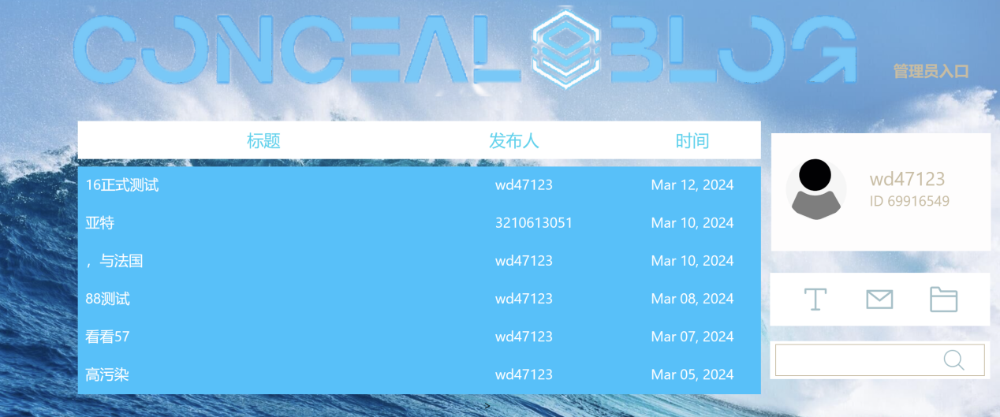 CONCEAL BLOG
管理员入口
标题 发布人 时间
16正式测试 wd47123 Mar 12, 2024
亚特 3210613051 Mar 10, 2024
，与法国 wd47123 Mar 10, 2024
88测试 wd47123 Mar 08, 2024
看看57 wd47123 Mar 07, 2024
高污染 wd47123 Mar 05, 2024
>
wd47123
ID 69916549